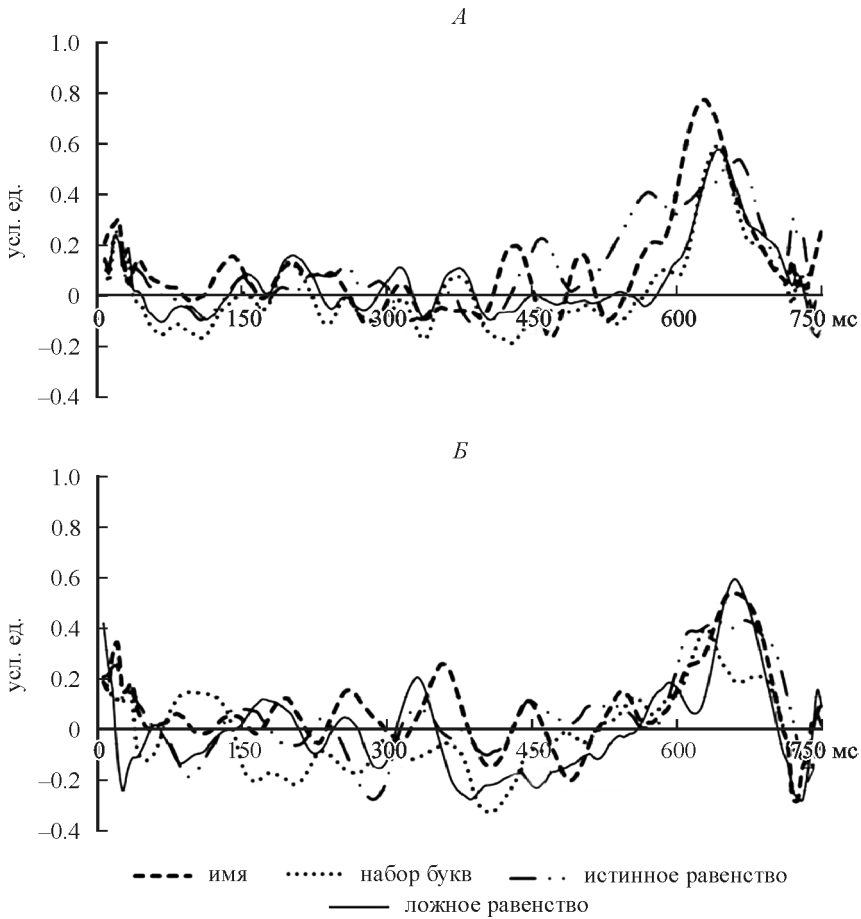 А
1.0
0.8
0.6
0.4
0.2
0
–0.2
–0.4
усл. ед.
0 150 300 450 600 750 мс
Б
1.0
0.8
0.6
0.4
0.2
0
–0.2
–0.4
усл. ед.
0 150 300 450 600 750 мс
имя набор букв истинное равенство
ложное равенство